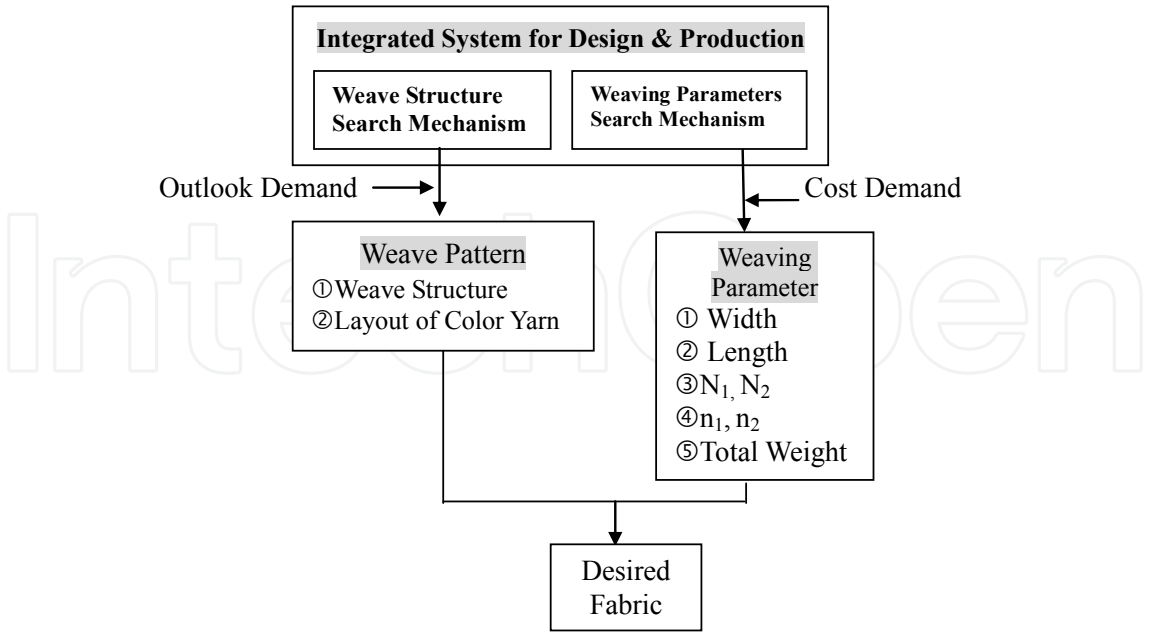 Integrated System for Design & Production
Weave Structure
Search Mechanism
Weaving Parameters
Search Mechanism
Outlook Demand
Cost Demand
Weave Pattern
①Weave Structure
②Layout of Color Yarn
Weaving
Parameter
① Width
② Length
③N₁, N₂
④n₁, n₂
⑤Total Weight
Desired
Fabric
IntechOpen